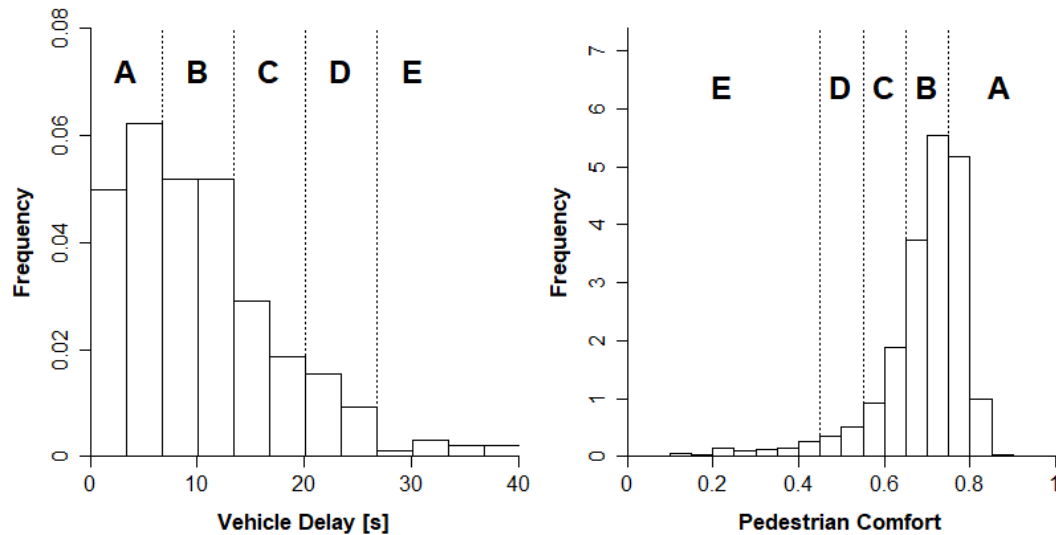 0.08
0.06
0.04
0.02
0
Frequency
A B C D E
0 10 20 30 40
Vehicle Delay [s]
7
6
5
4
3
2
1
0
Frequency
E D C B A
0 0.2 0.4 0.6 0.8 1
Pedestrian Comfort